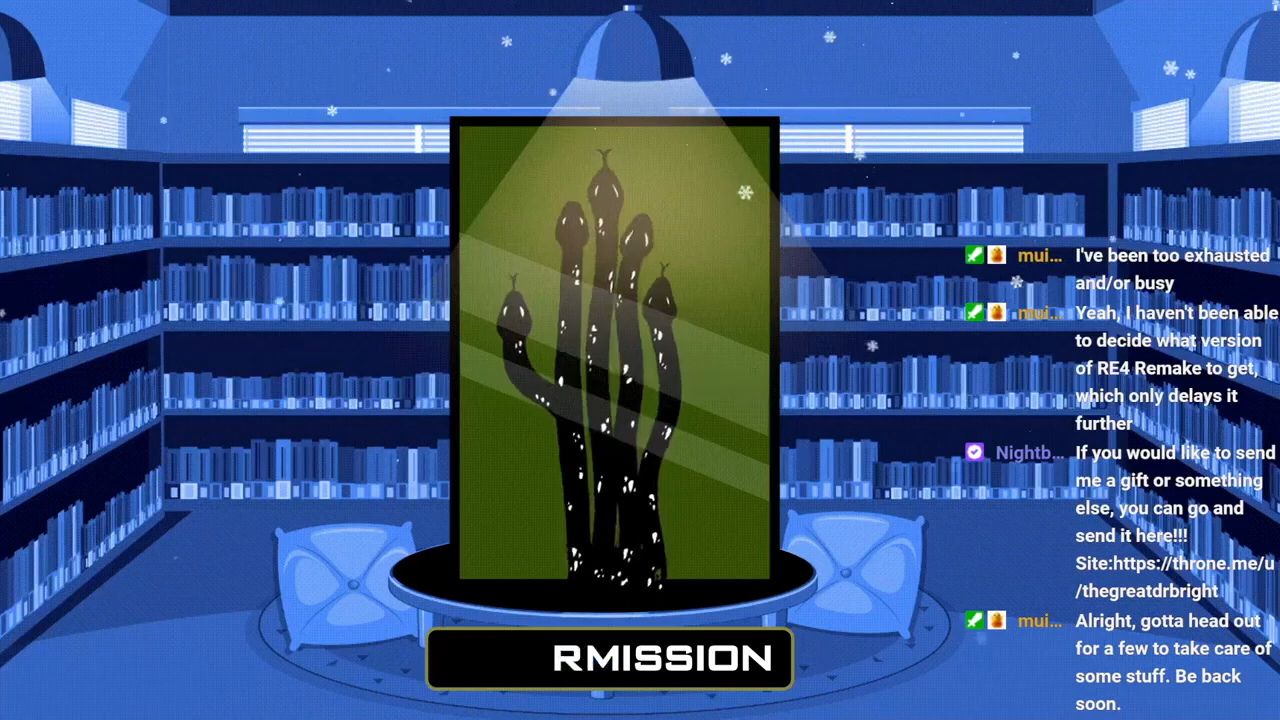 mui... I've been too exhausted
and/or busy
mui... Yeah, I haven't been able
to decide what version
of RE4 Remake to get,
which only delays it
further
Nightb... If you would like to send
me a gift or something
else, you can go and
send it here!!!
Site:https://throne.me/u
/thegreatdrbright
mui... Alright, gotta head out
for a few to take care of
some stuff. Be back
soon.
RMISSION